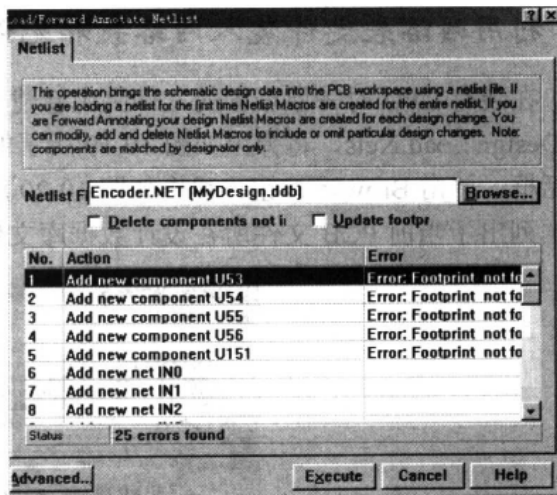 Load/Forward Annotate Netlist
Netlist
This operation brings the schematic design data into the PCB workspace using a netlist file. If
you are loading a netlist for the first time Netlist Macros are created for the entire netlist. If you
are Forward Annotating your design Netlist Macros are created for each design change. You
can modify, add and delete Netlist Macros to include or omit particular design changes. Note:
components are matched by designator only.
Netlist Fi Encoder.NET (MyDesign.ddb) Browse...
Delete components not i Update footpr
No. Action Error
1 Add new component U53 Error: Footprint not fo
2 Add new component U54 Error: Footprint not fo
3 Add new component U55 Error: Footprint not fo
4 Add new component U56 Error: Footprint not fo
5 Add new component U151 Error: Footprint not fo
6 Add new net IN0
7 Add new net IN1
8 Add new net IN2
Status 25 errors found
Advanced... Execute Cancel Help